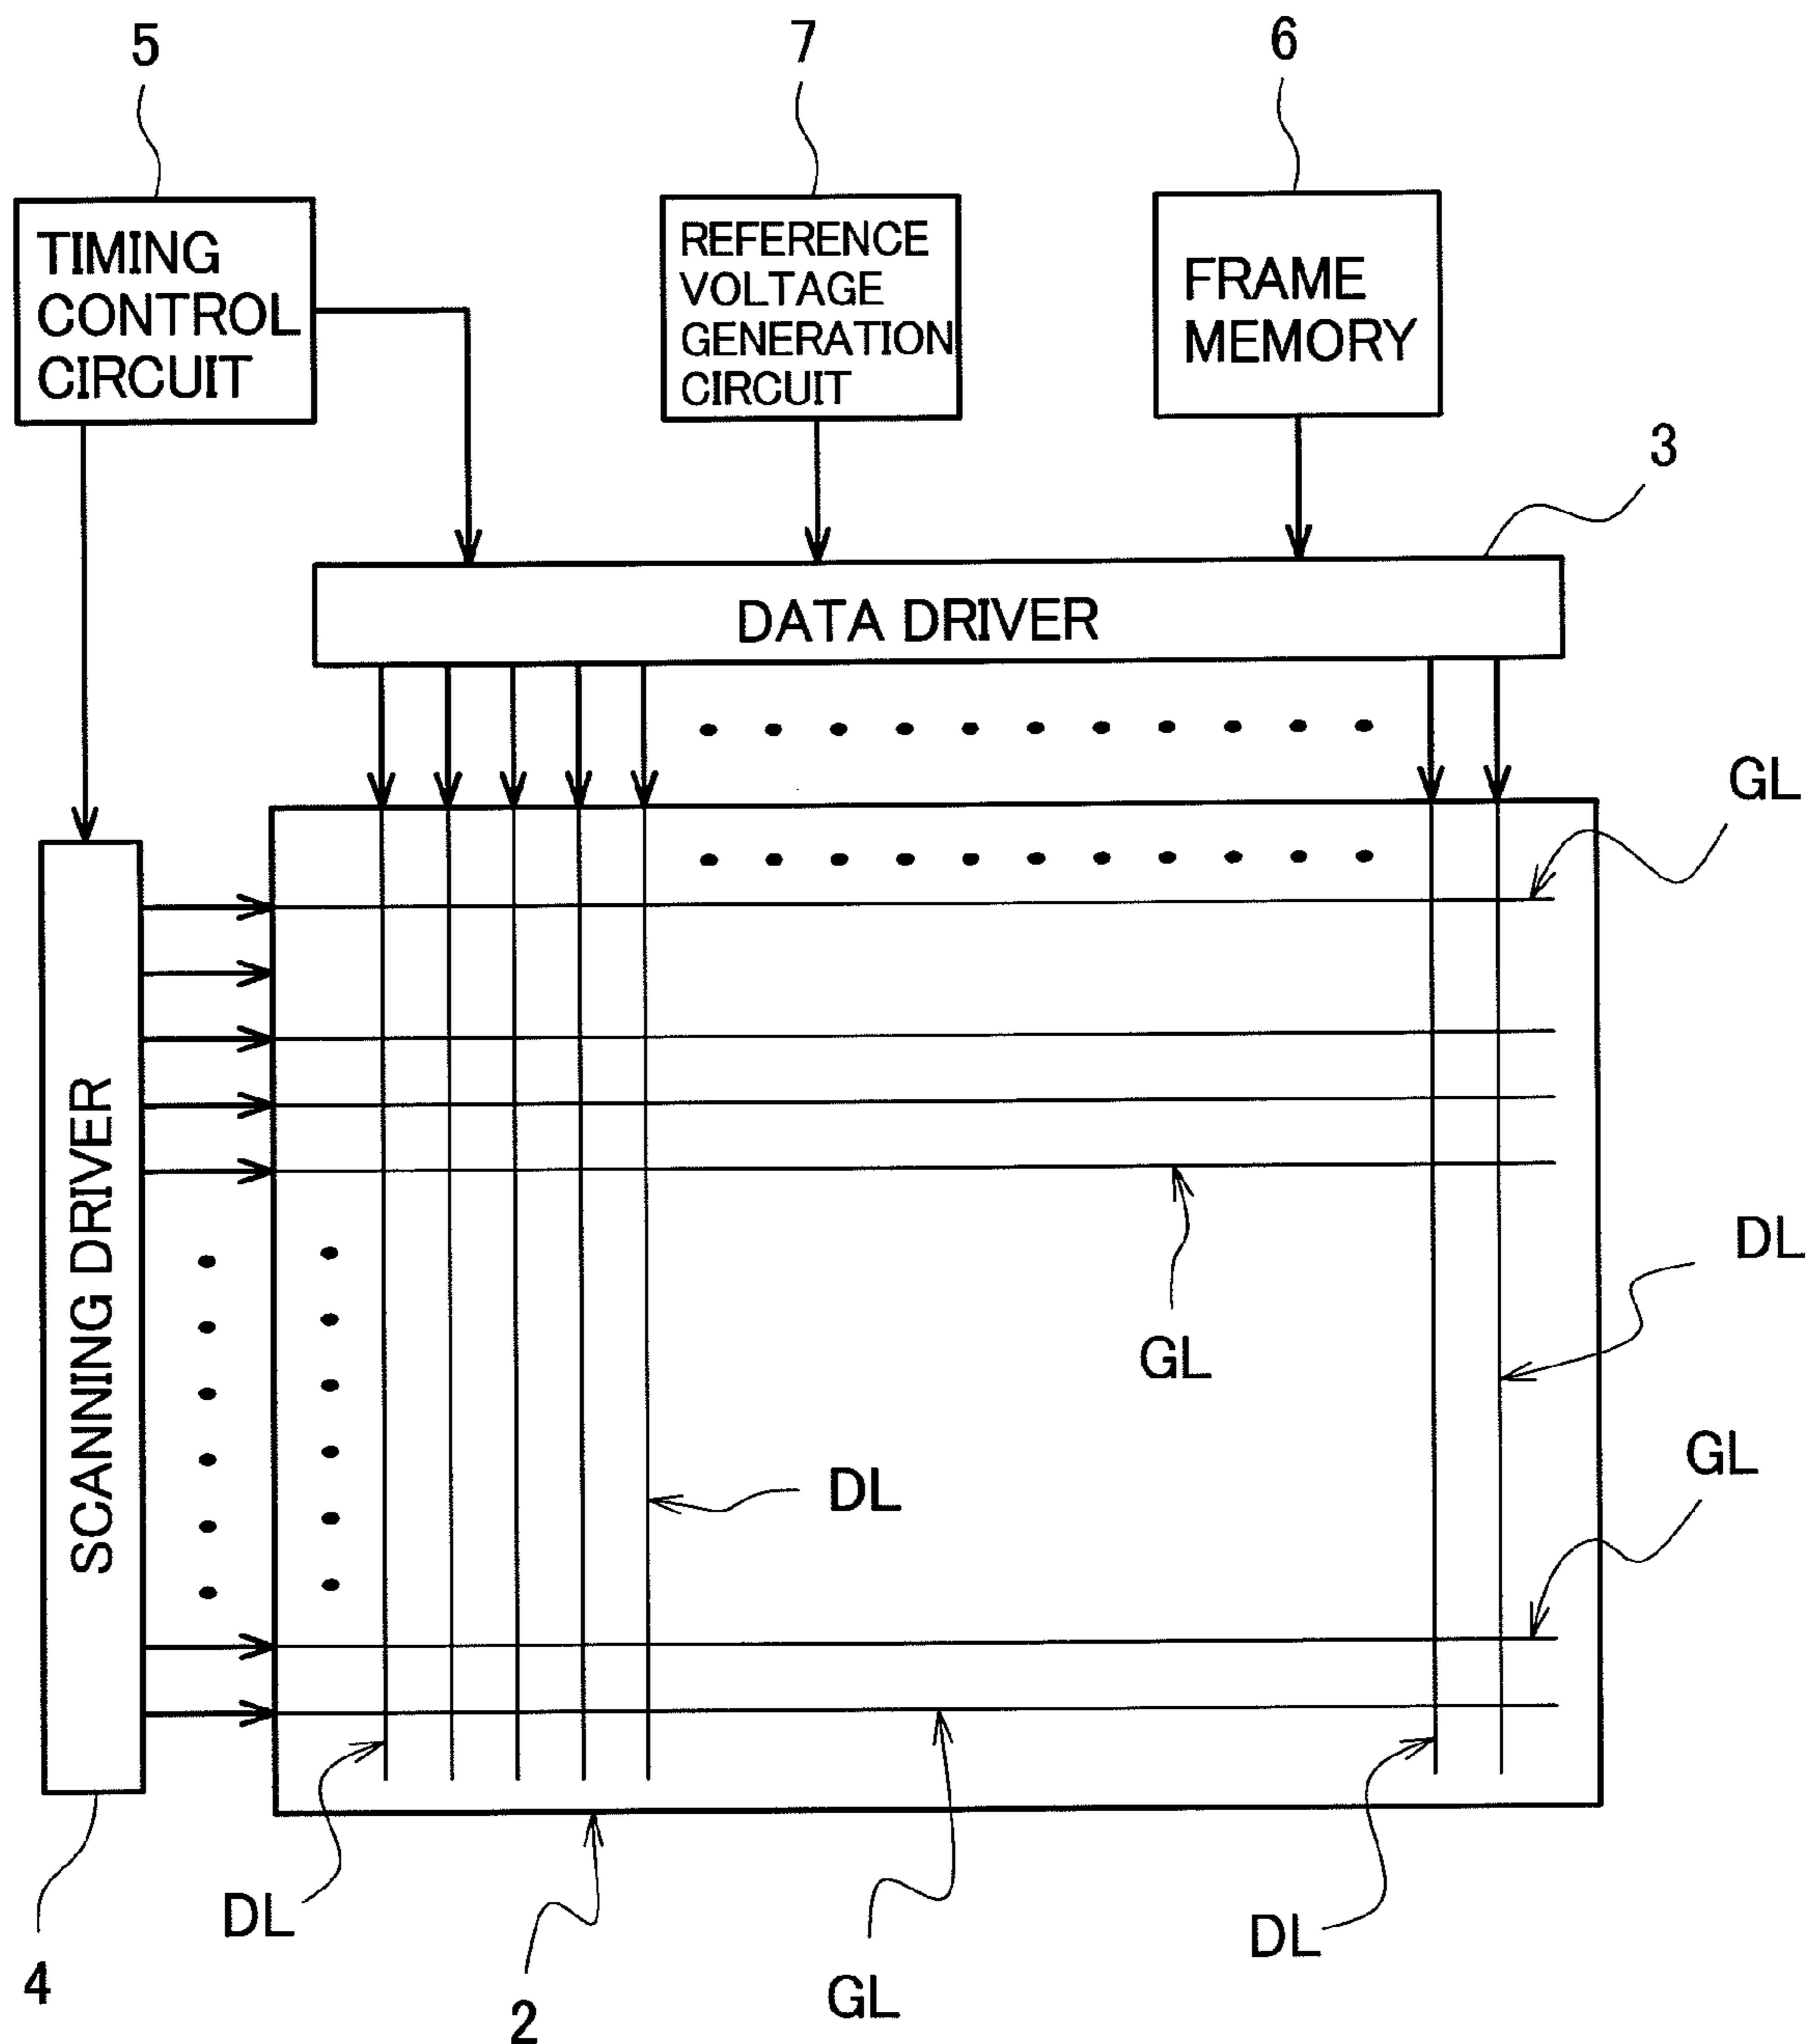 5
7
6
TIMING
CONTROL
CIRCUIT
REFERENCE
VOLTAGE
GENERATION
CIRCUIT
FRAME
MEMORY
3
DATA DRIVER
GL
SCANNING DRIVER
DL
GL
GL
DL
DL
DL
4
2
GL